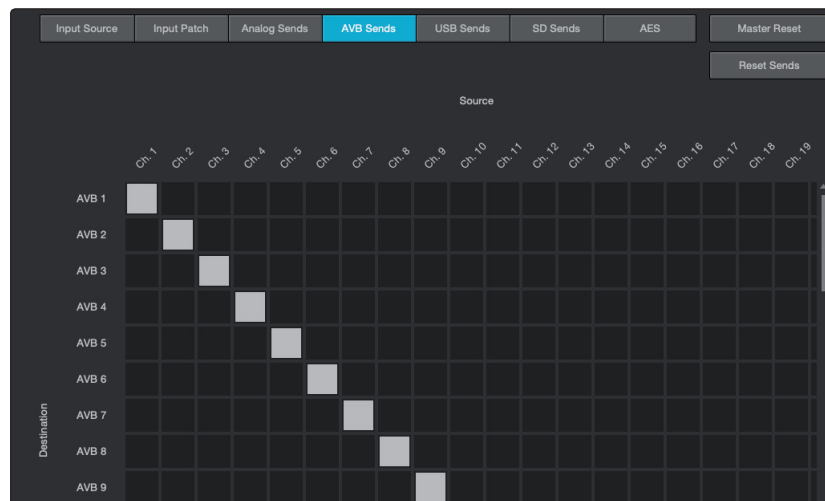 Input Source Input Patch Analog Sends AVB Sends USB Sends SD Sends AES Master Reset
Reset Sends
Source
Ch. 1 Ch. 2 Ch. 3 Ch. 4 Ch. 5 Ch. 6 Ch. 7 Ch. 8 Ch. 9 Ch. 10 Ch. 11 Ch. 12 Ch. 13 Ch. 14 Ch. 15 Ch. 16 Ch. 17 Ch. 18 Ch. 19
AVB 1
AVB 2
AVB 3
AVB 4
AVB 5
AVB 6
AVB 7
AVB 8
AVB 9
Destination